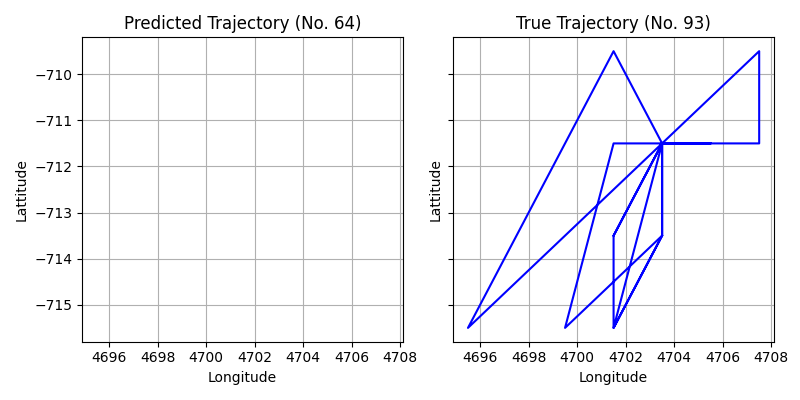 Predicted Trajectory (No. 64)
True Trajectory (No. 93)
−710
−711
−712
−713
−714
−715
Lattitude
Lattitude
4696 4698 4700 4702 4704 4706 4708
4696 4698 4700 4702 4704 4706 4708
Longitude
Longitude